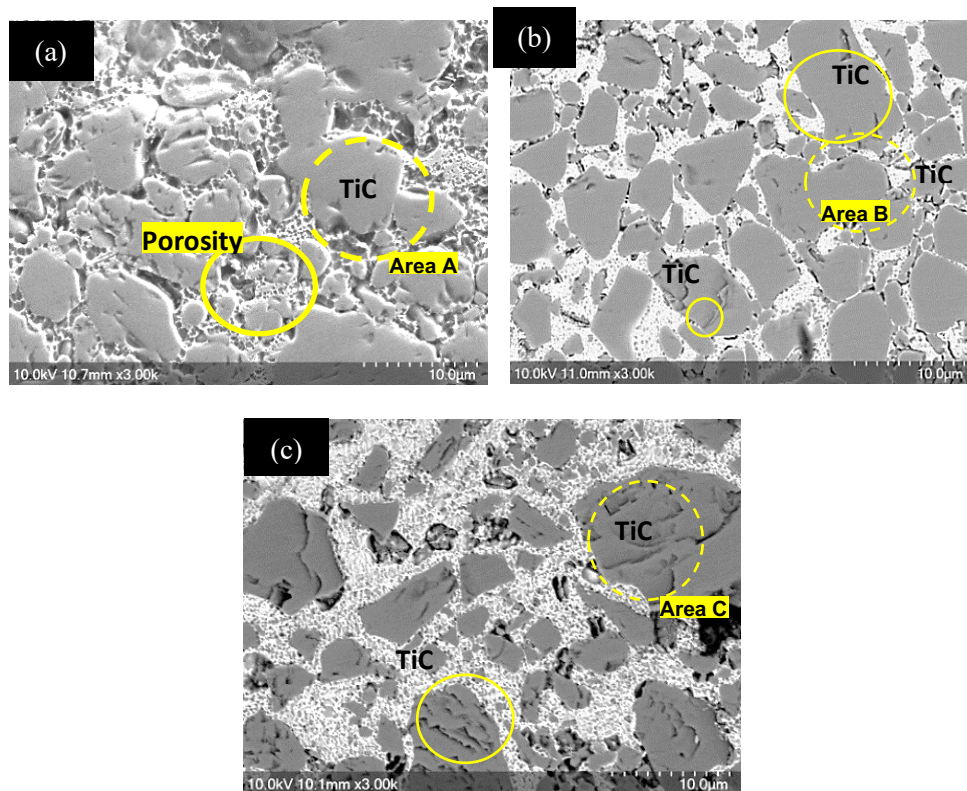 (a)
TiC
Porosity
Area A
10.0kV 10.7mm x3.00k 10.0µm
(b)
TiC
TiC
Area B
TiC
10.0kV 11.0mm x3.00k 10.0µm
(c)
TiC
Area C
TiC
10.0kV 10.1mm x3.00k 10.0µm